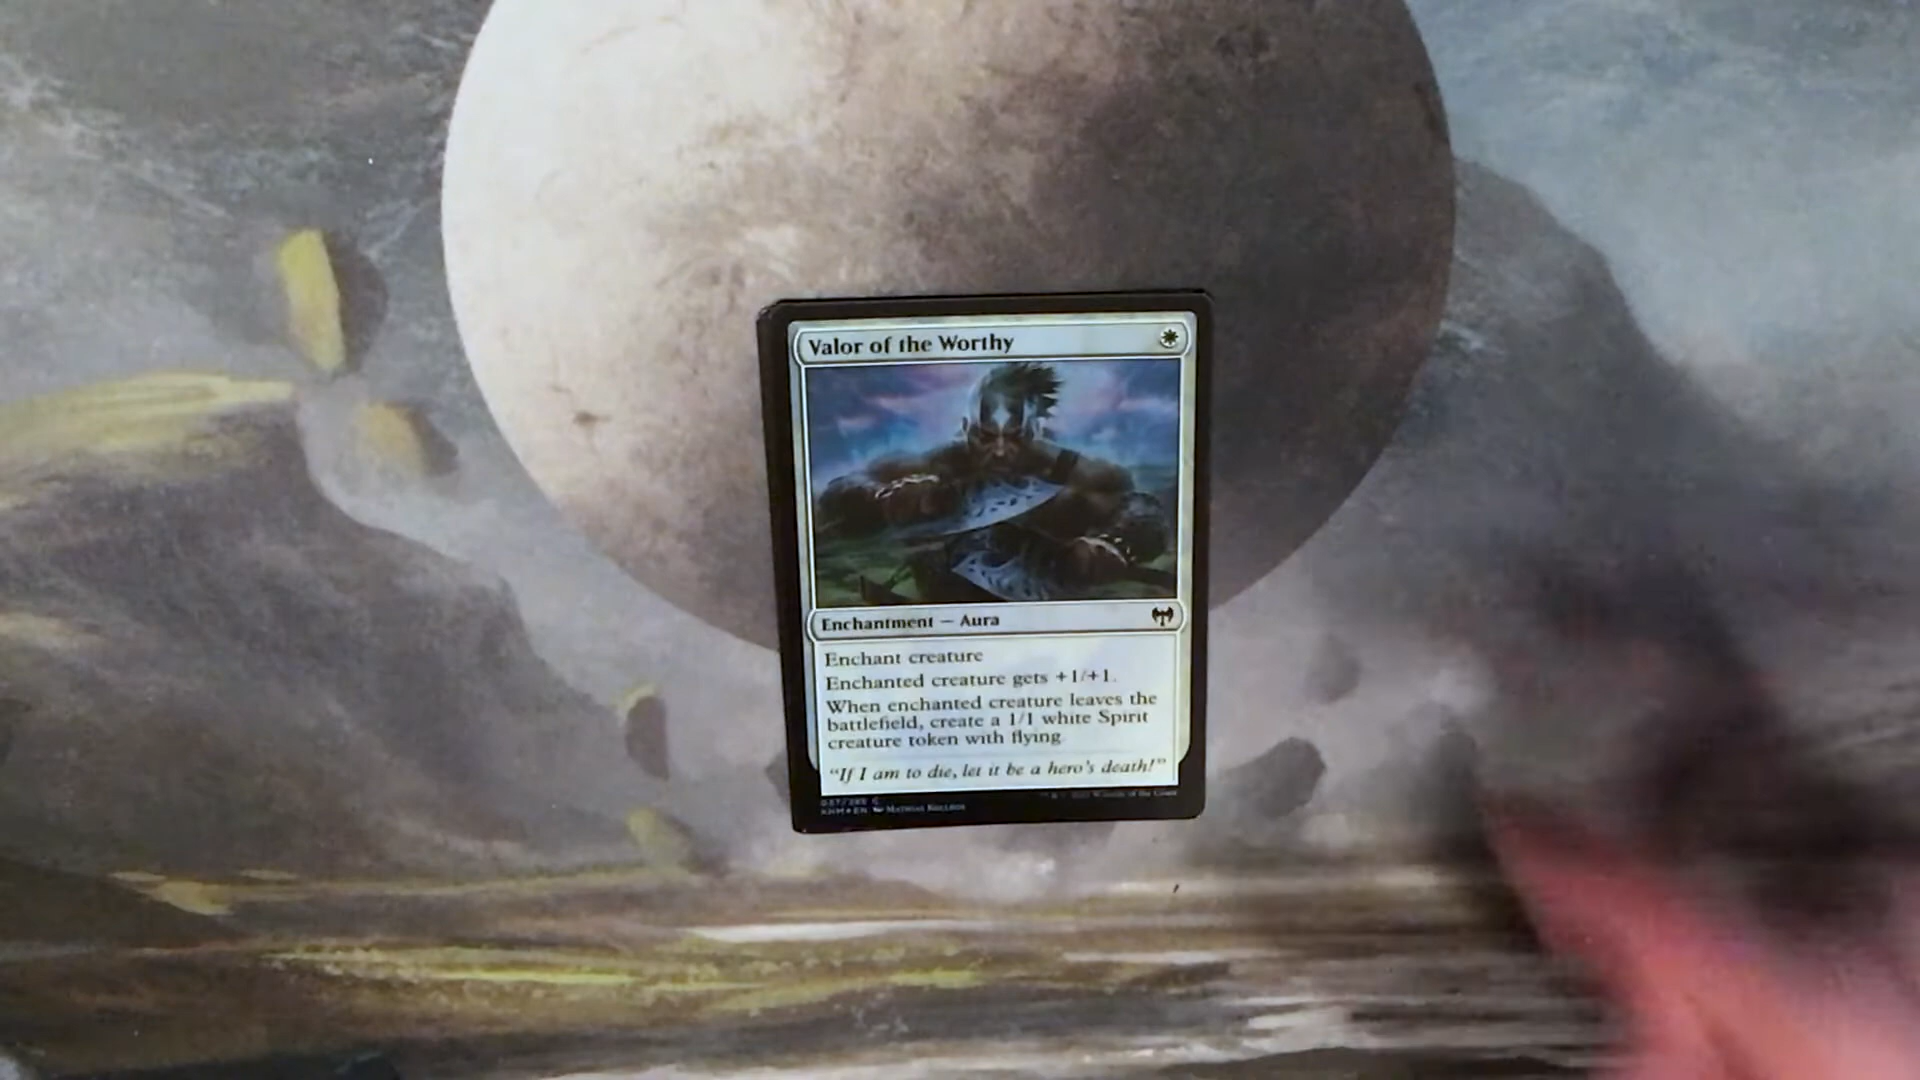 Valor of the Worthy
Enchantment — Aura
Enchant creature
Enchanted creature gets +1/+1.
When enchanted creature leaves the
battlefield, create a 1/1 white Spirit
creature token with flying.
"If I am to die, let it be a hero's death!"
EN